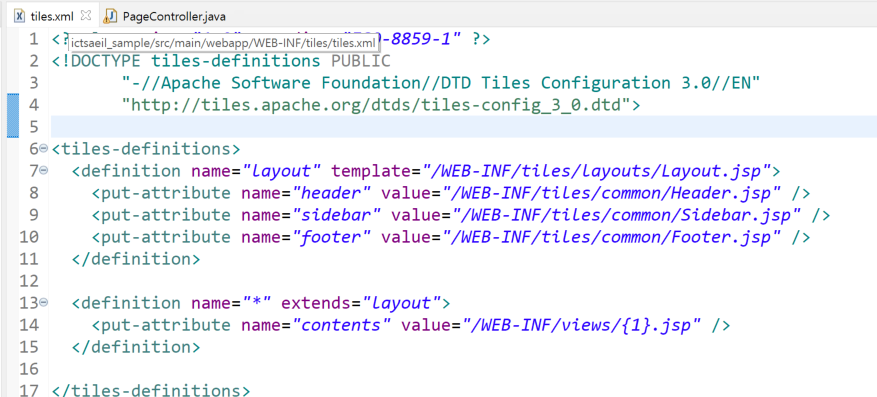 tiles.xml PageController.java
1 <?
ictsaeil_sample/src/main/webapp/WEB-INF/tiles/tiles.xml
-8859-1" ?>
2 <!DOCTYPE tiles-definitions PUBLIC
3 "-//Apache Software Foundation//DTD Tiles Configuration 3.0//EN"
4 "http://tiles.apache.org/dtds/tiles-config_3_0.dtd">
5
6 <tiles-definitions>
7 <definition name="layout" template="/WEB-INF/tiles/layouts/Layout.jsp">
8 <put-attribute name="header" value="/WEB-INF/tiles/common/Header.jsp" />
9 <put-attribute name="sidebar" value="/WEB-INF/tiles/common/Sidebar.jsp" />
10 <put-attribute name="footer" value="/WEB-INF/tiles/common/Footer.jsp" />
11 </definition>
12
13 <definition name="*" extends="layout">
14 <put-attribute name="contents" value="/WEB-INF/views/{1}.jsp" />
15 </definition>
16
17 </tiles-definitions>